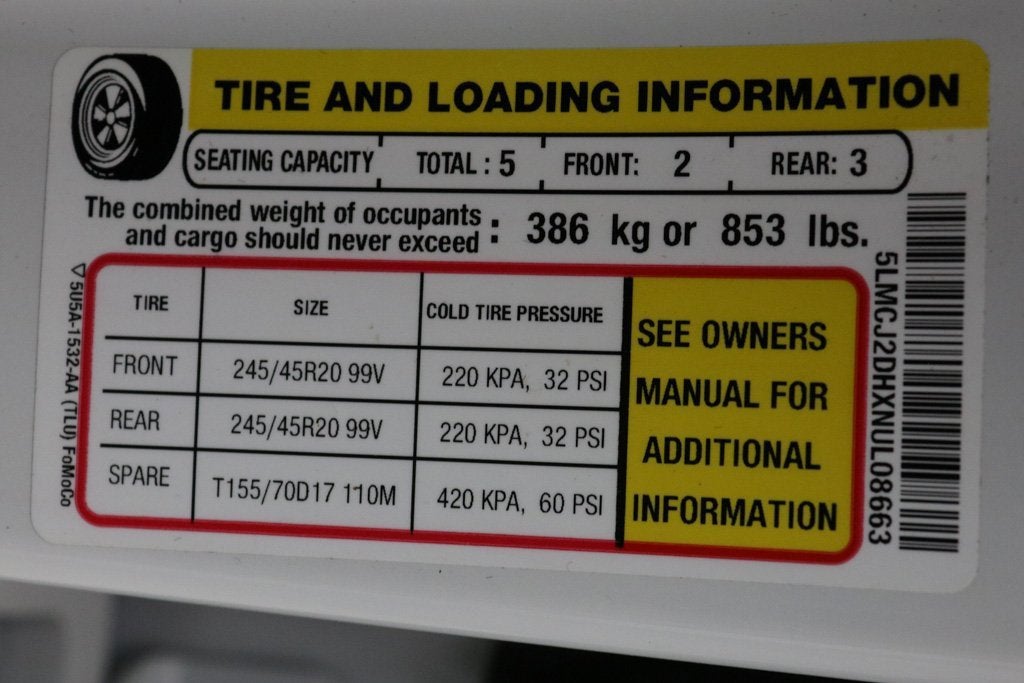 TIRE AND LOADING INFORMATION
SEATING CAPACITY TOTAL : 5 FRONT: 2 REAR: 3
The combined weight of occupants
and cargo should never exceed : 386 kg or 853 lbs.
TIRE SIZE COLD TIRE PRESSURE
FRONT 245/45R20 99V 220 KPA, 32 PSI
REAR 245/45R20 99V 220 KPA, 32 PSI
SPARE T155/70D17 110M 420 KPA, 60 PSI
SEE OWNERS
MANUAL FOR
ADDITIONAL
INFORMATION
5U5A-1532-AA (TLU) FoMoCo
5LMCJ2DHXNUL08663